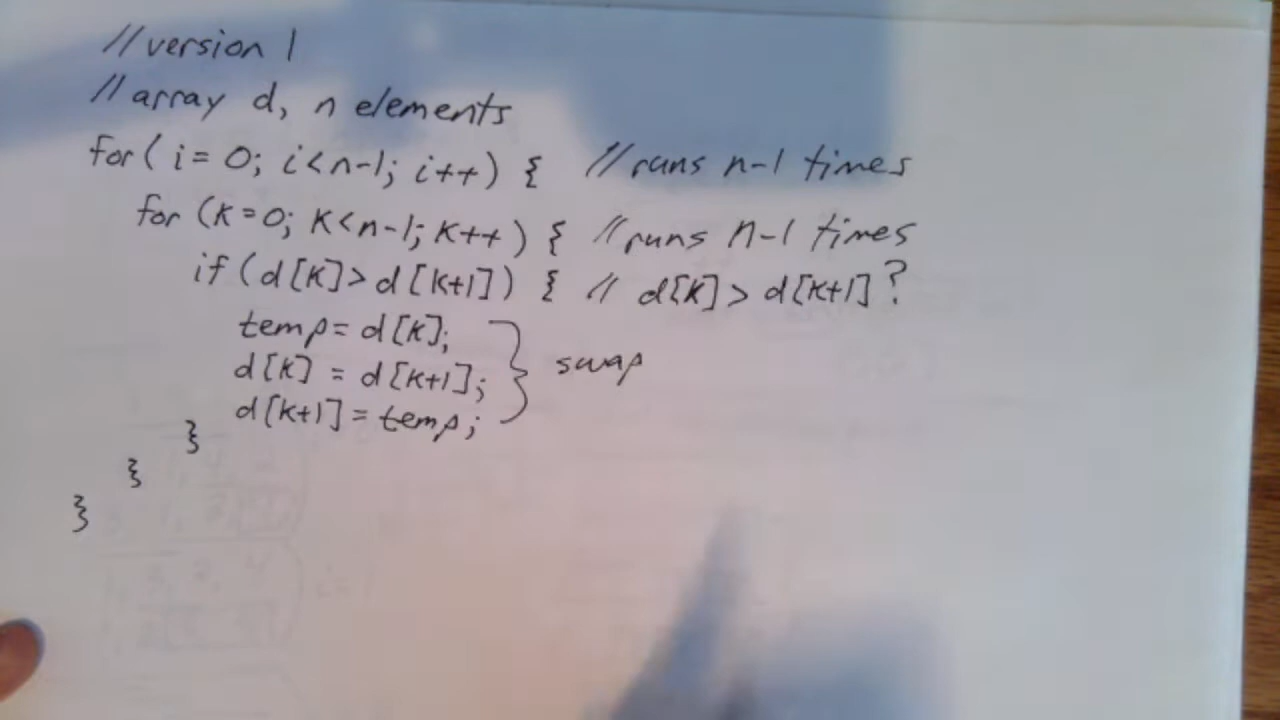 //version 1
//array d, n elements
for( i=0; i<n-1; i++) { //runs n-1 times
for (k=0; k<n-1; k++) { //runs n-1 times
if (d[k]>d[k+1]) { // d[k]>d[k+1]?
temp=d[k];
d[k] = d[k+1]; } swap
d[k+1]=temp;
}
}
}